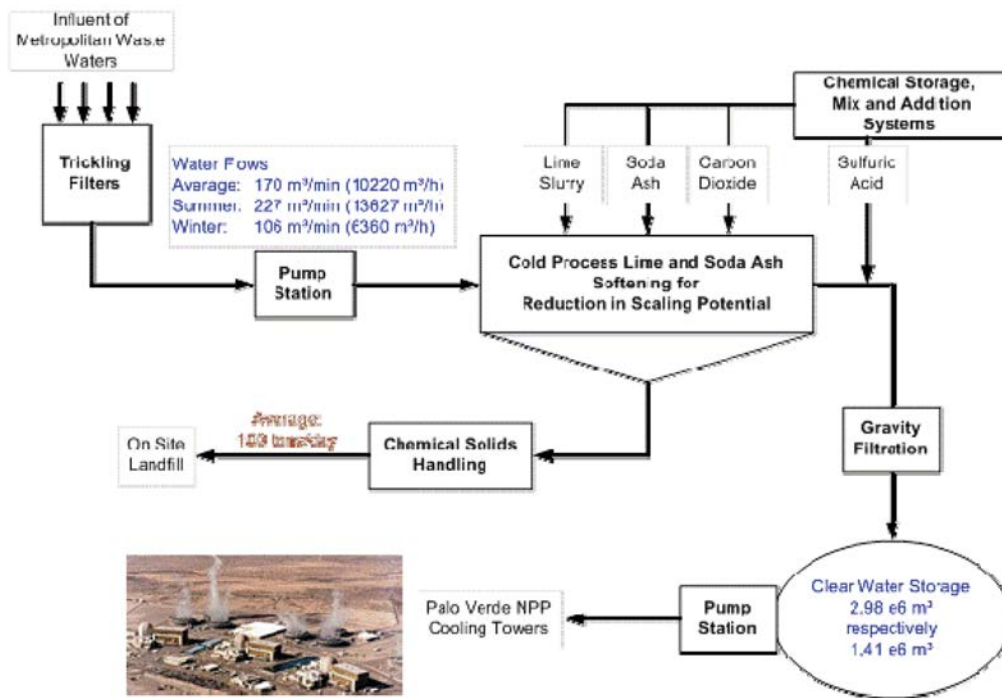 Influent of
Metropolitan Waste
Waters
Trickling
Filters
Water Flows
Average: 170 m³/min (10220 m³/h)
Summer: 227 m³/min (13627 m³/h)
Winter: 106 m³/min (6360 m³/h)
Pump
Station
Chemical Storage,
Mix and Addition
Systems
Lime
Slurry
Soda
Ash
Carbon
Dioxide
Sulfuric
Acid
Cold Process Lime and Soda Ash
Softening for
Reduction in Scaling Potential
On Site
Landfill
Average:
Chemical Solids
Handling
Gravity
Filtration
Palo Verde NPP
Cooling Towers
Pump
Station
Clear Water Storage
2,98 e6 m³
respectively
1,41 e6 m³